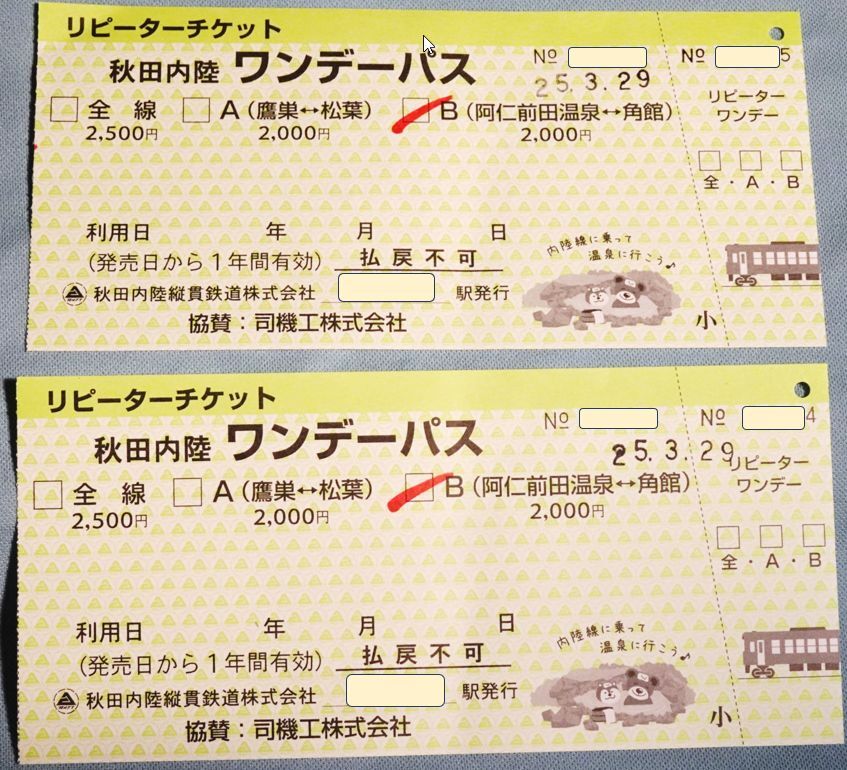 リピーターチケット
秋田内陸 ワンデーパス
№
25.3.29
□ 全 線 □ A (鷹巣↔松葉) □ B (阿仁前田温泉↔角館)
2,500円 2,000円 2,000円
利用日 年 月 日
(発売日から1年間有効) 払戻不可
秋田内陸縦貫鉄道株式会社 駅発行
協賛：司機工株式会社
内陸線に乗って
温泉に行こう♪
小
№ 5
リピーター
ワンデー
□ □ □
全・A・B
リピーターチケット
秋田内陸 ワンデーパス
№
25.3.29
□ 全 線 □ A (鷹巣↔松葉) □ B (阿仁前田温泉↔角館)
2,500円 2,000円 2,000円
利用日 年 月 日
(発売日から1年間有効) 払戻不可
秋田内陸縦貫鉄道株式会社 駅発行
協賛：司機工株式会社
内陸線に乗って
温泉に行こう♪
小
№ 4
リピーター
ワンデー
□ □ □
全・A・B